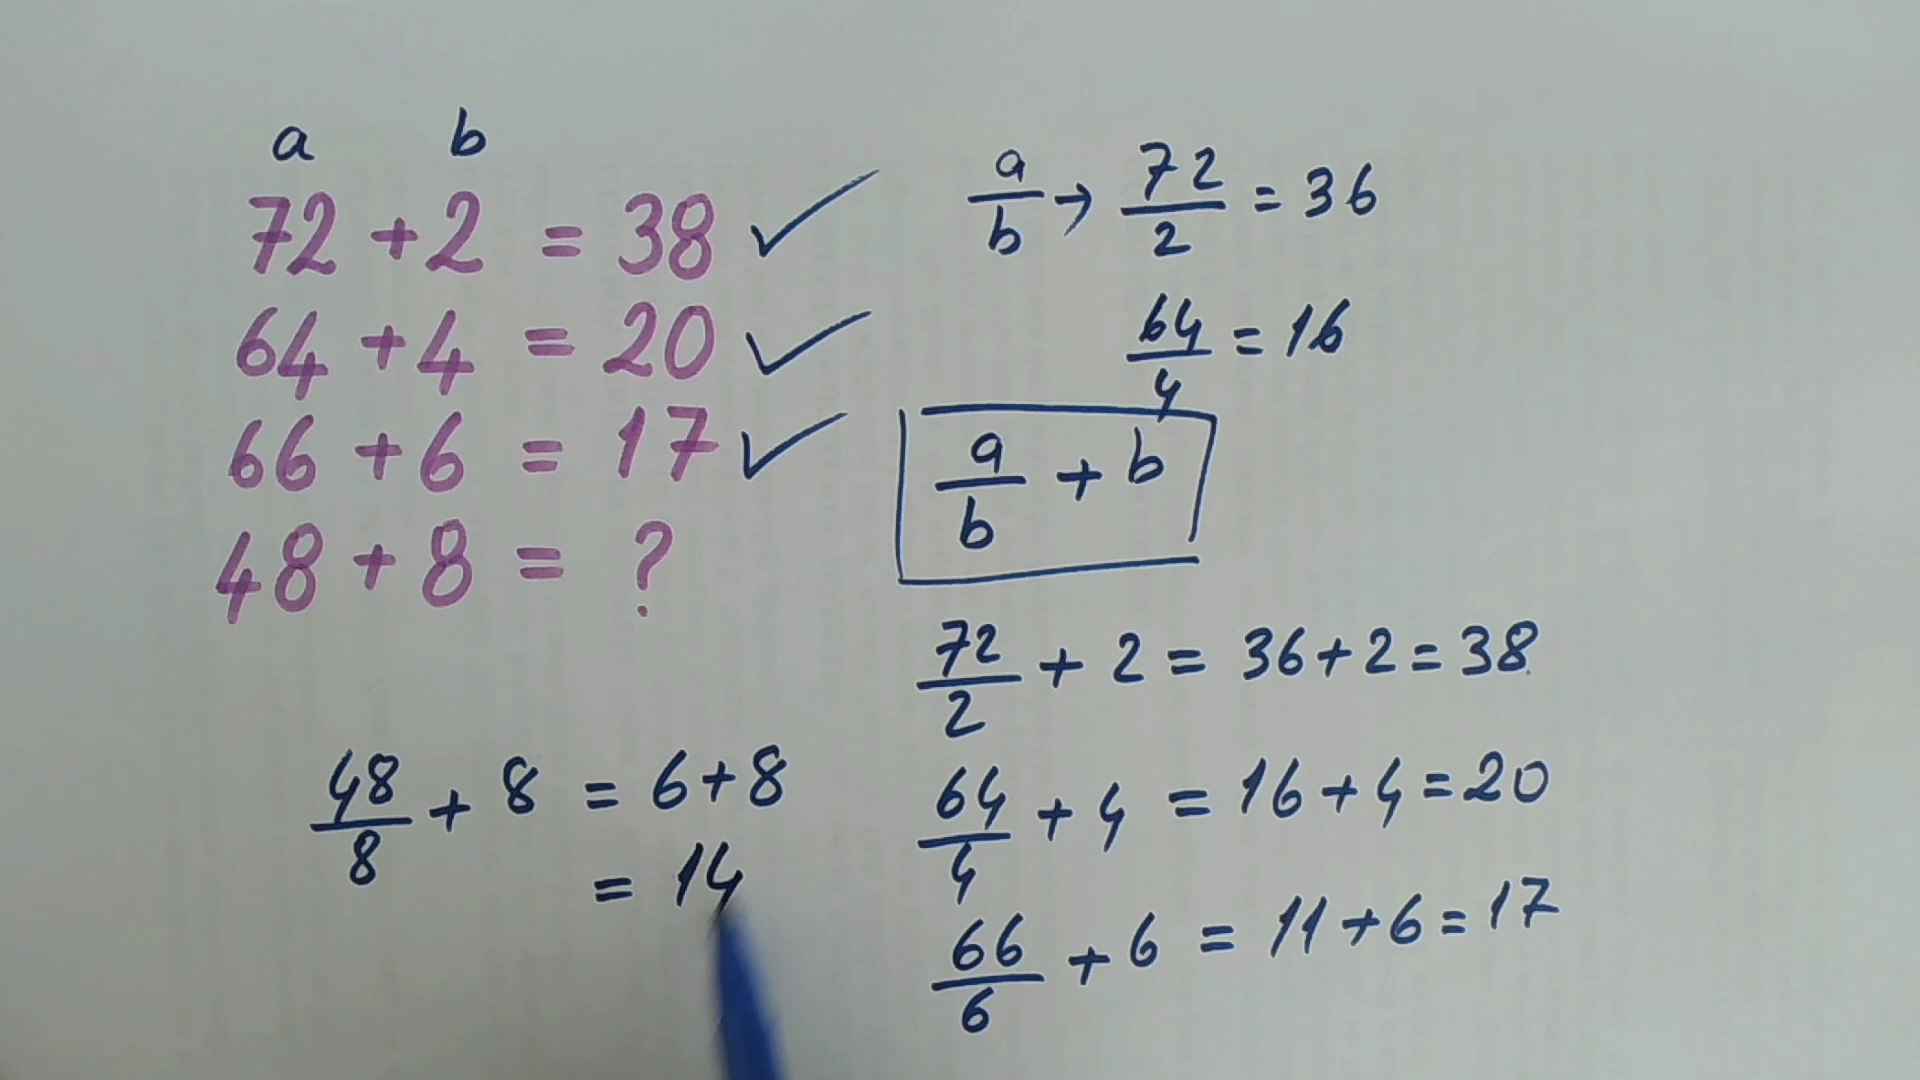 a b
72 + 2 = 38 ✓
64 + 4 = 20 ✓
66 + 6 = 17 ✓
48 + 8 = ?
48/8 + 8 = 6+8
= 14
a/b → 72/2 = 36
64/4 = 16
a/b + b
72/2 + 2 = 36+2=38
64/4 + 4 = 16+4=20
66/6 + 6 = 11+6=17